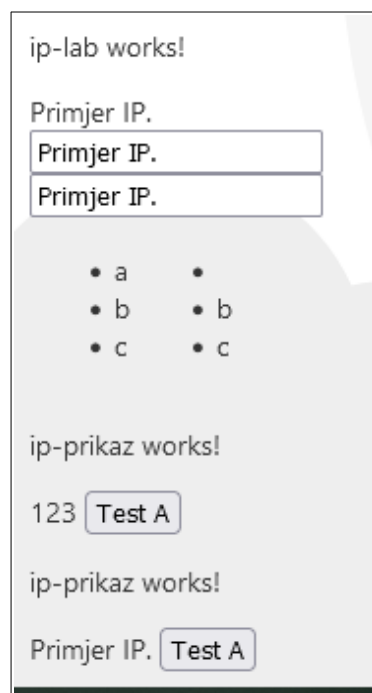 ip-lab works!
Primjer IP.
Primjer IP.
Primjer IP.
• a •
• b • b
• c • c
ip-prikaz works!
123 Test A
ip-prikaz works!
Primjer IP. Test A